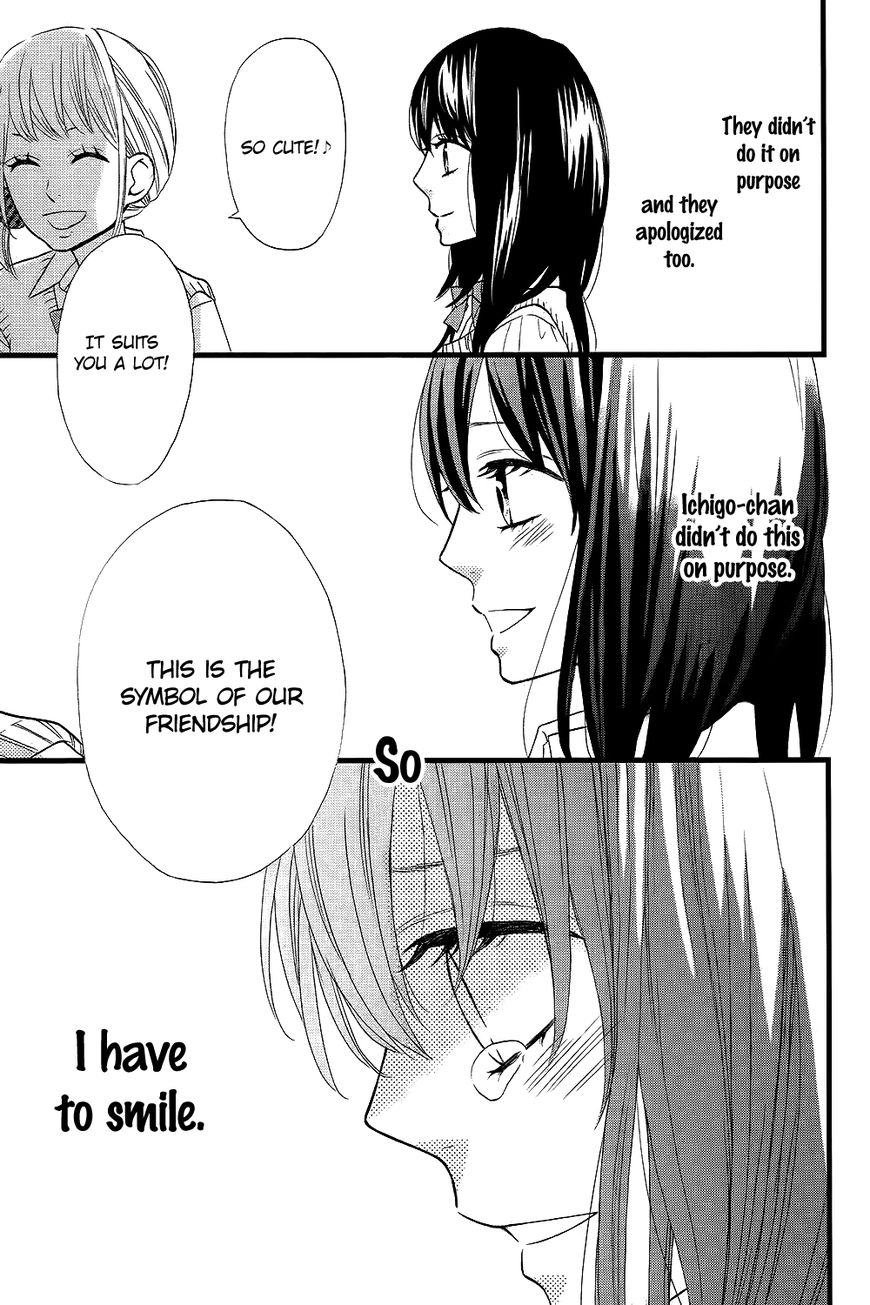 They didn't
do it on
purpose
and they
apologized
too.
SO CUTE!♪
IT SUITS
YOU A LOT!
Ichigo-chan
didn't do this
on purpose.
THIS IS THE
SYMBOL OF OUR
FRIENDSHIP!
So
I have
to smile.